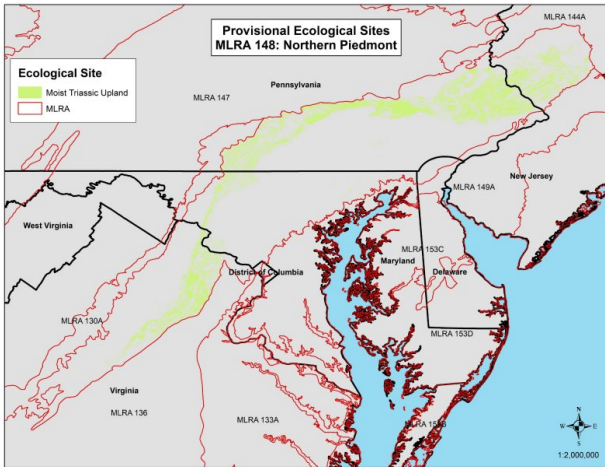 Provisional Ecological Sites
MLRA 148: Northern Piedmont
MLRA 144A
Ecological Site
Moist Triassic Upland
MLRA
Pennsylvania
MLRA 147
New Jersey
MLRA 149A
West Virginia
MLRA 153C
Maryland
Delaware
District of Columbia
MLRA 130A
MLRA 153D
Virginia
MLRA 136
MLRA 133A
N
W
E
S
1:2,000,000